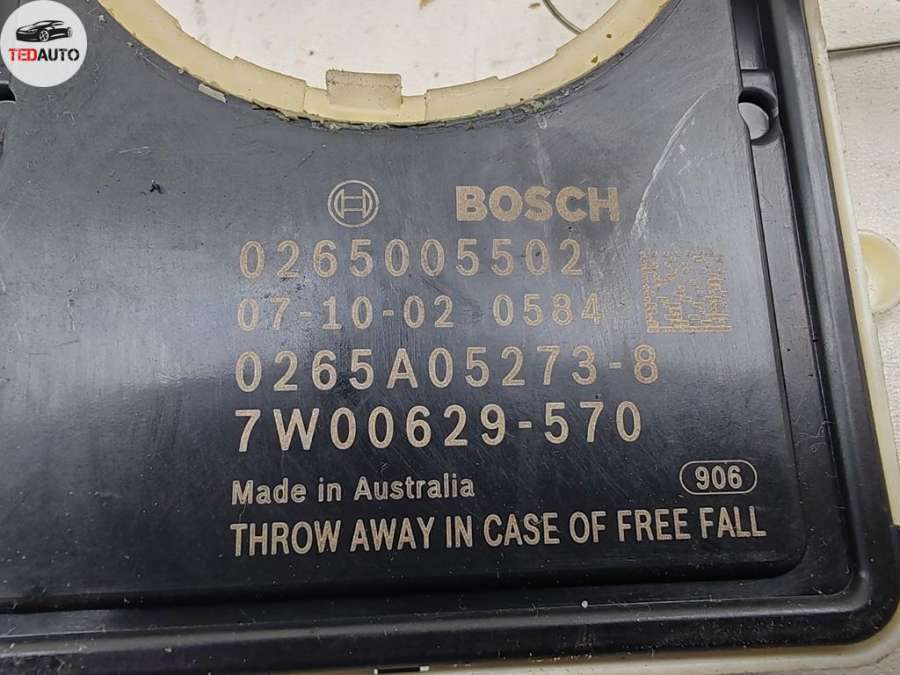 TEDAUTO
BOSCH
0265005502
07-10-02 0584
0265A05273-8
7W00629-570
Made in Australia
906
THROW AWAY IN CASE OF FREE FALL